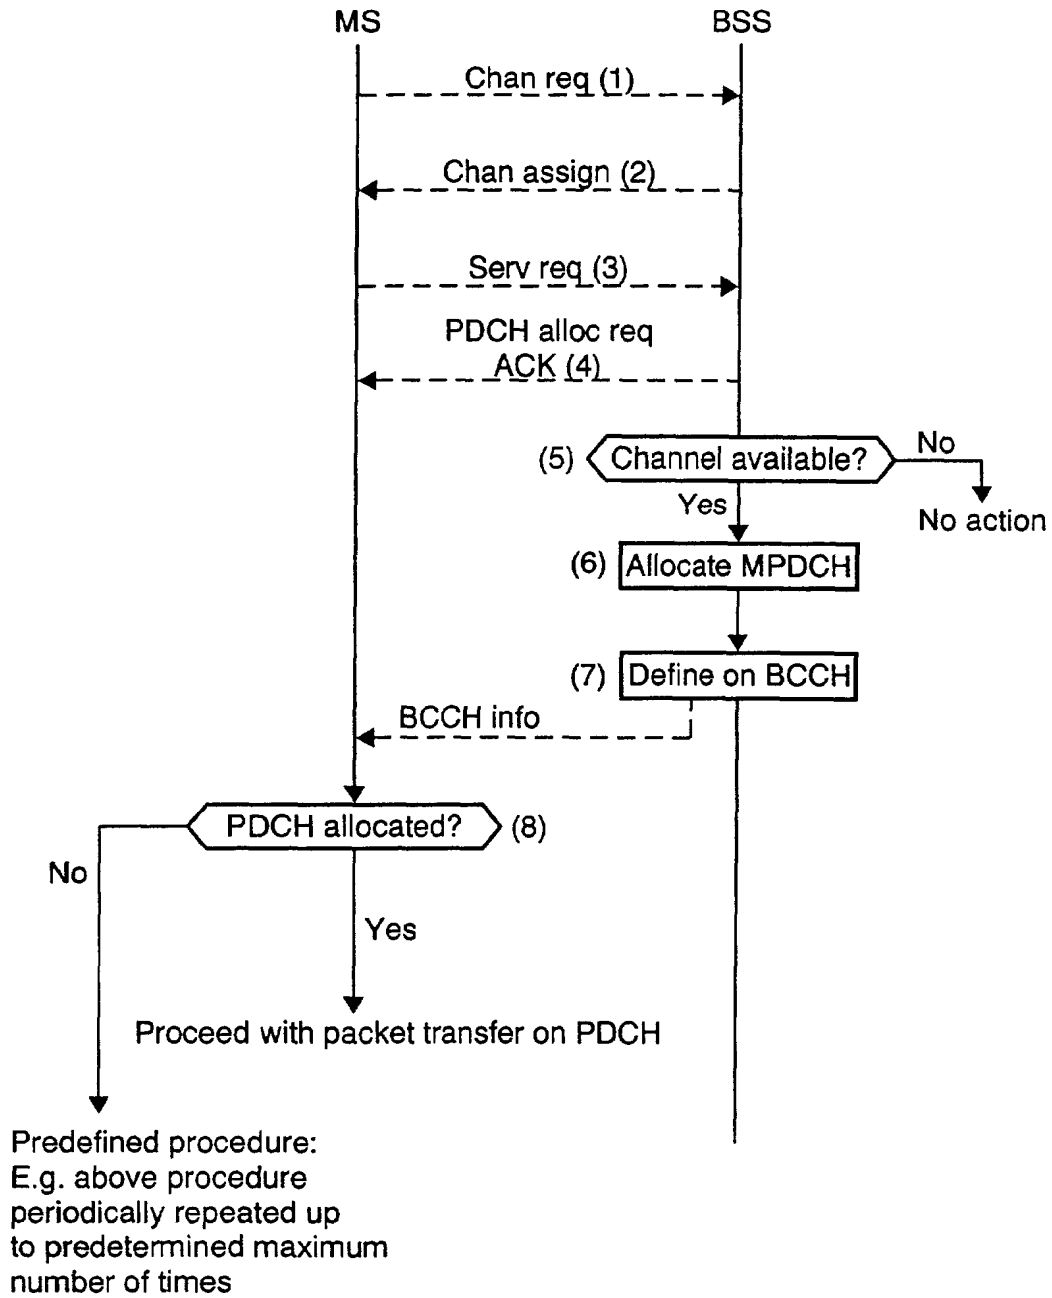 MS
BSS
Chan req (1)
Chan assign (2)
Serv req (3)
PDCH alloc req
ACK (4)
(5)
Channel available?
No
Yes
No action
(6)
Allocate MPDCH
(7)
Define on BCCH
BCCH info
PDCH allocated?
(8)
No
Yes
Proceed with packet transfer on PDCH
Predefined procedure:
E.g. above procedure
periodically repeated up
to predetermined maximum
number of times